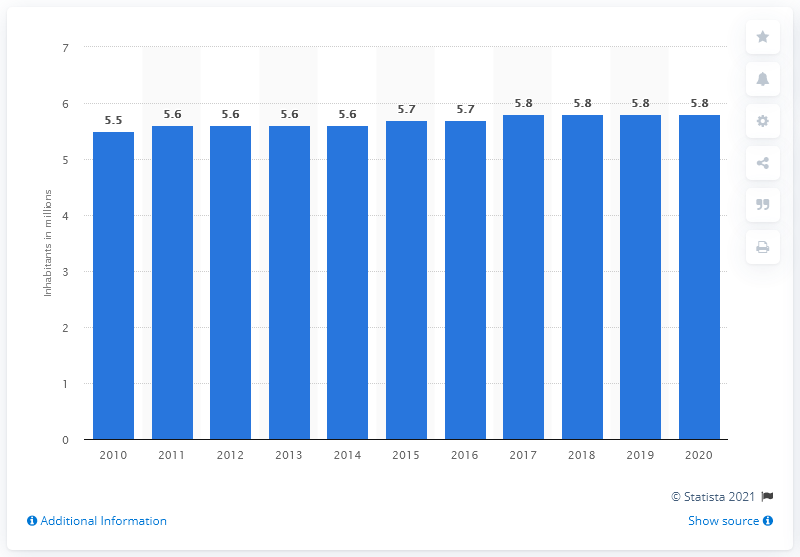 7
6
5
4
3
2
1
0
Inhabitants in millions
5.5 5.6 5.6 5.6 5.6 5.7 5.7 5.8 5.8 5.8 5.8
2010 2011 2012 2013 2014 2015 2016 2017 2018 2019 2020
© Statista 2021
Additional Information Show source